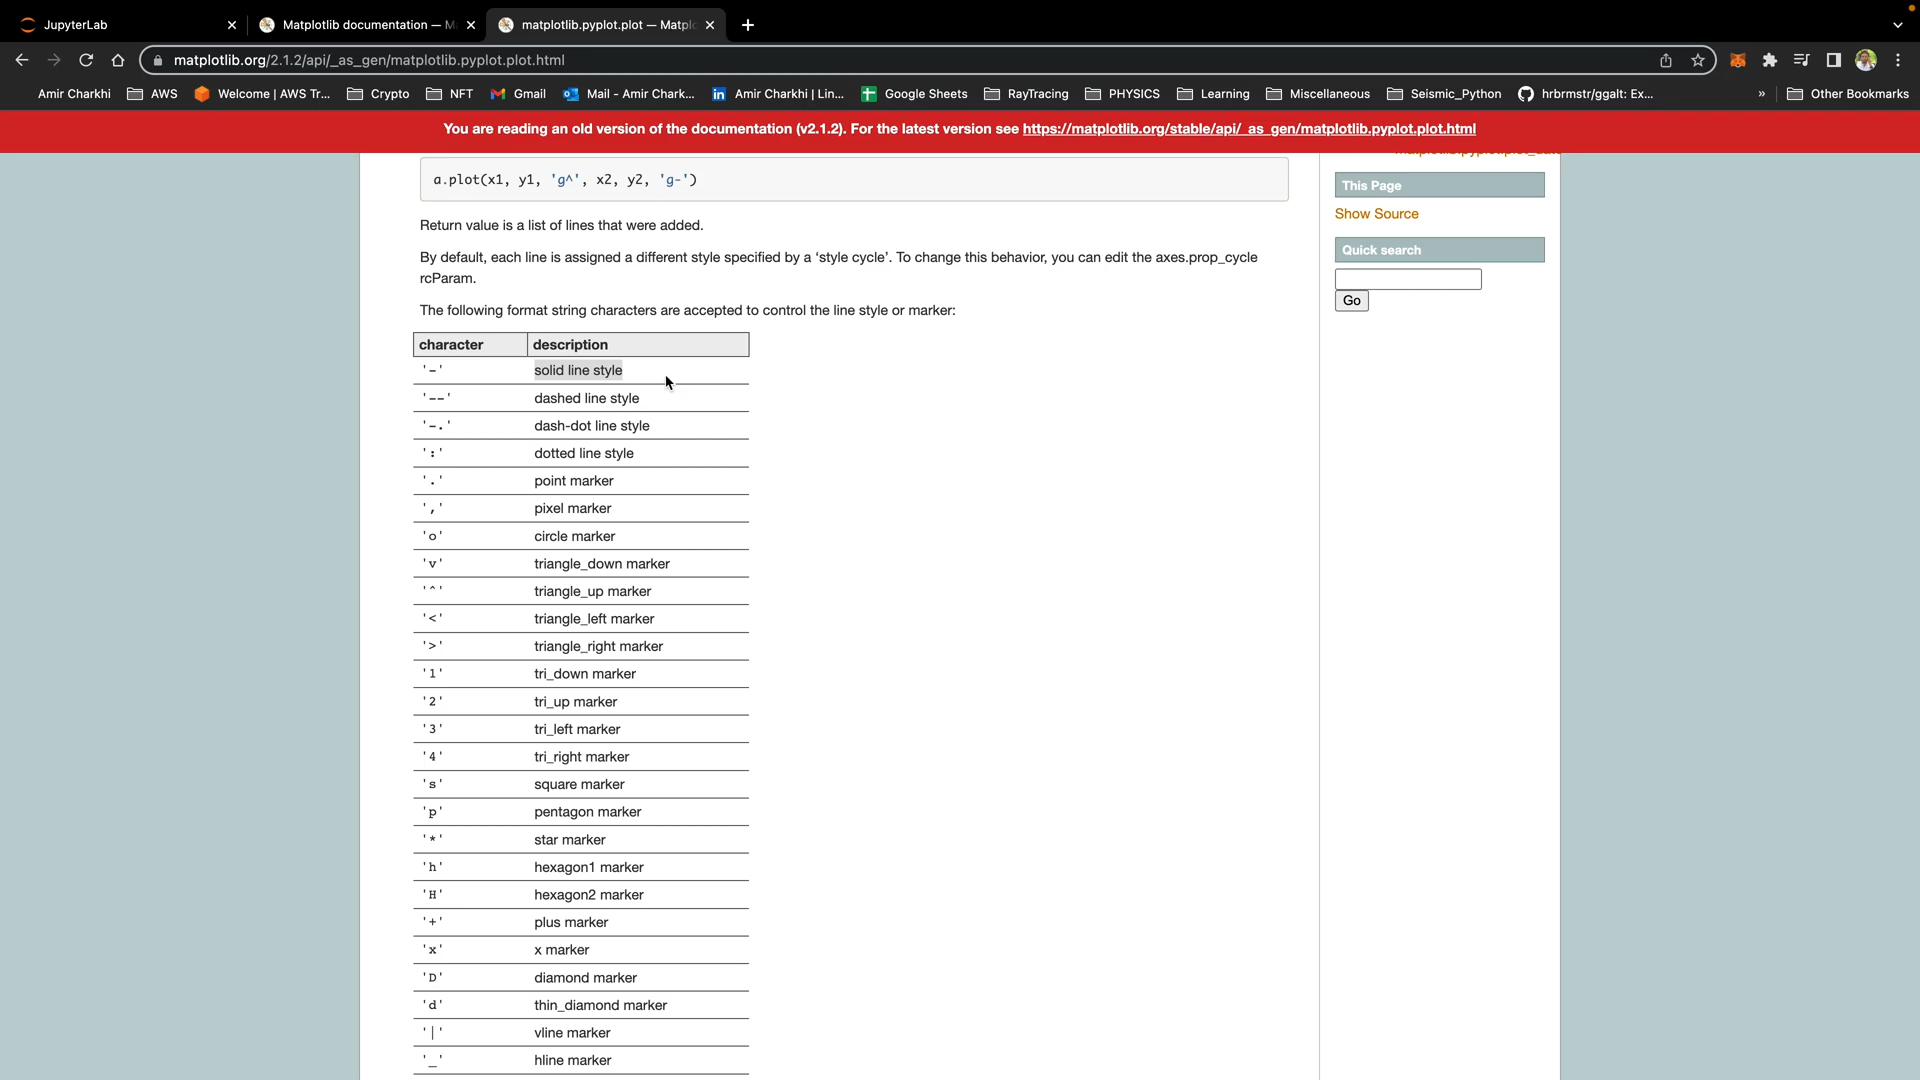 JupyterLab
Matplotlib documentation — M
matplotlib.pyplot.plot — Matplo
matplotlib.org/2.1.2/api/_as_gen/matplotlib.pyplot.plot.html
Amir Charkhi
AWS
Welcome | AWS Tr...
Crypto
NFT
Gmail
Mail - Amir Chark...
Amir Charkhi | Lin...
Google Sheets
RayTracing
PHYSICS
Learning
Miscellaneous
Seismic_Python
hrbrmstr/ggalt: Ex...
»
Other Bookmarks
You are reading an old version of the documentation (v2.1.2). For the latest version see https://matplotlib.org/stable/api/_as_gen/matplotlib.pyplot.plot.html
a.plot(x1, y1, 'g^', x2, y2, 'g-')
Return value is a list of lines that were added.
By default, each line is assigned a different style specified by a ‘style cycle’. To change this behavior, you can edit the axes.prop_cycle
rcParam.
The following format string characters are accepted to control the line style or marker:
character description
'-' solid line style
'--' dashed line style
'-.' dash-dot line style
':' dotted line style
'.' point marker
',' pixel marker
'o' circle marker
'v' triangle_down marker
'^' triangle_up marker
'<' triangle_left marker
'>' triangle_right marker
'1' tri_down marker
'2' tri_up marker
'3' tri_left marker
'4' tri_right marker
's' square marker
'p' pentagon marker
'*' star marker
'h' hexagon1 marker
'H' hexagon2 marker
'+' plus marker
'x' x marker
'D' diamond marker
'd' thin_diamond marker
'|' vline marker
'_' hline marker
This Page
Show Source
Quick search
Go